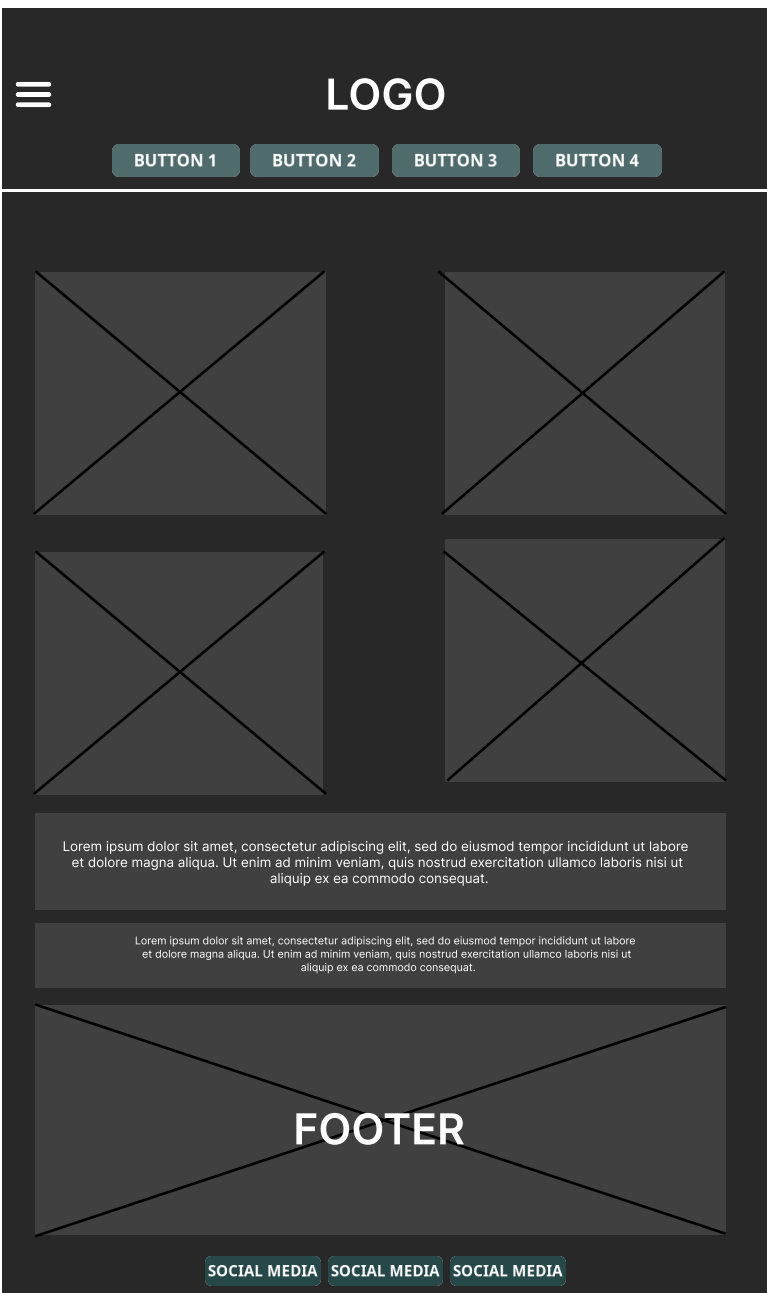 LOGO
BUTTON 1 BUTTON 2 BUTTON 3 BUTTON 4
Lorem ipsum dolor sit amet, consectetur adipiscing elit, sed do eiusmod tempor incididunt ut labore
et dolore magna aliqua. Ut enim ad minim veniam, quis nostrud exercitation ullamco laboris nisi ut
aliquip ex ea commodo consequat.
Lorem ipsum dolor sit amet, consectetur adipiscing elit, sed do eiusmod tempor incididunt ut labore
et dolore magna aliqua. Ut enim ad minim veniam, quis nostrud exercitation ullamco laboris nisi ut
aliquip ex ea commodo consequat.
FOOTER
SOCIAL MEDIA SOCIAL MEDIA SOCIAL MEDIA